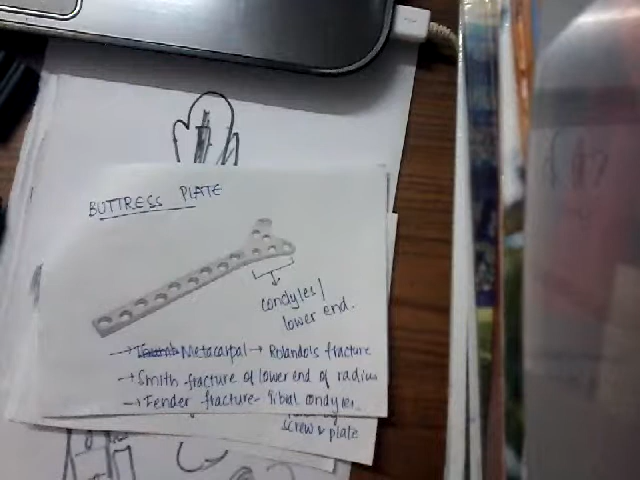 BUTTRESS PLATE
condyles/
lower end.
→ Metacarpal → Rolando's fracture
→ Smith fracture of lower end of radius
→ Fender fracture - Tibial condyles.
screw & plate